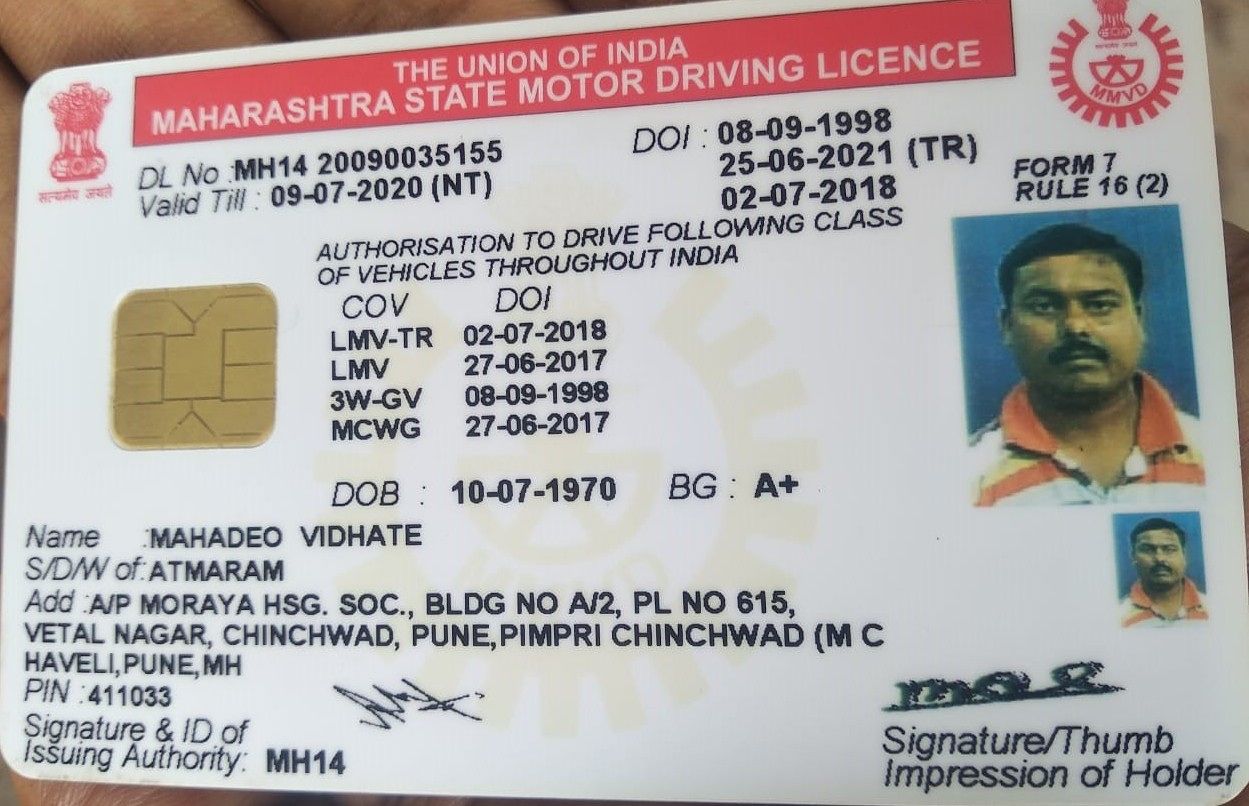 THE UNION OF INDIA
MAHARASHTRA STATE MOTOR DRIVING LICENCE
सत्यमेव जयते
MMVD
DL No :MH14 20090035155
DOI : 08-09-1998
Valid Till : 09-07-2020 (NT)
25-06-2021 (TR)
02-07-2018
FORM 7
RULE 16 (2)
AUTHORISATION TO DRIVE FOLLOWING CLASS
OF VEHICLES THROUGHOUT INDIA
COV DOI
LMV-TR 02-07-2018
LMV 27-06-2017
3W-GV 08-09-1998
MCWG 27-06-2017
DOB : 10-07-1970 BG : A+
Name :MAHADEO VIDHATE
S/D/W of:ATMARAM
Add :A/P MORAYA HSG. SOC., BLDG NO A/2, PL NO 615,
VETAL NAGAR, CHINCHWAD, PUNE,PIMPRI CHINCHWAD (M C
HAVELI,PUNE,MH
PIN :411033
Signature & ID of
Issuing Authority: MH14
Signature/Thumb
Impression of Holder